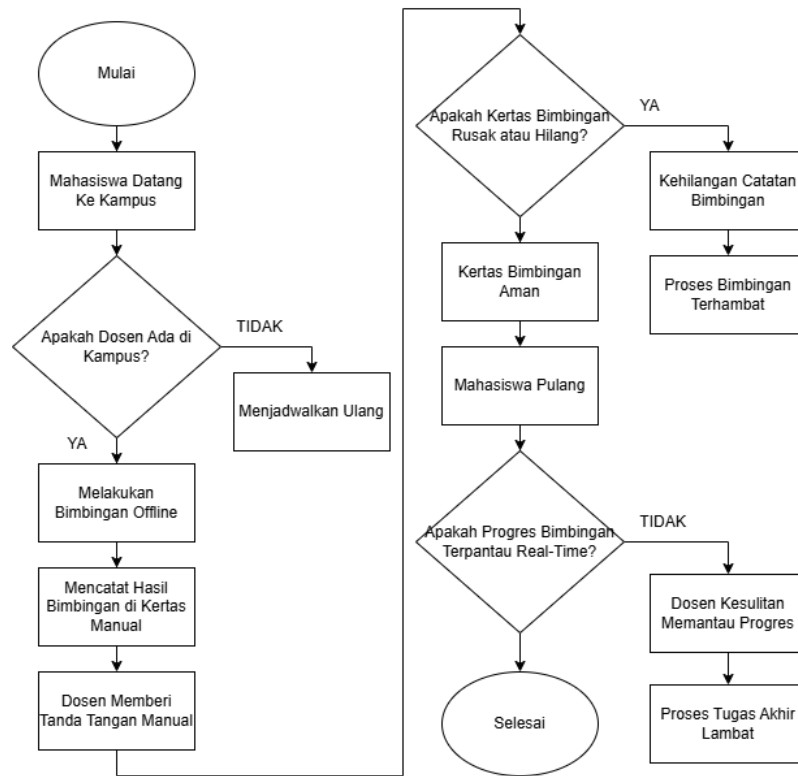 Mulai
Mahasiswa Datang
Ke Kampus
Apakah Dosen Ada di
Kampus?
TIDAK
Menjadwalkan Ulang
YA
Melakukan
Bimbingan Offline
Mencatat Hasil
Bimbingan di Kertas
Manual
Dosen Memberi
Tanda Tangan Manual
Apakah Kertas Bimbingan
Rusak atau Hilang?
YA
Kehilangan Catatan
Bimbingan
Proses Bimbingan
Terhambat
Kertas Bimbingan
Aman
Mahasiswa Pulang
Apakah Progres Bimbingan
Terpantau Real-Time?
TIDAK
Dosen Kesulitan
Memantau Progres
Proses Tugas Akhir
Lambat
Selesai